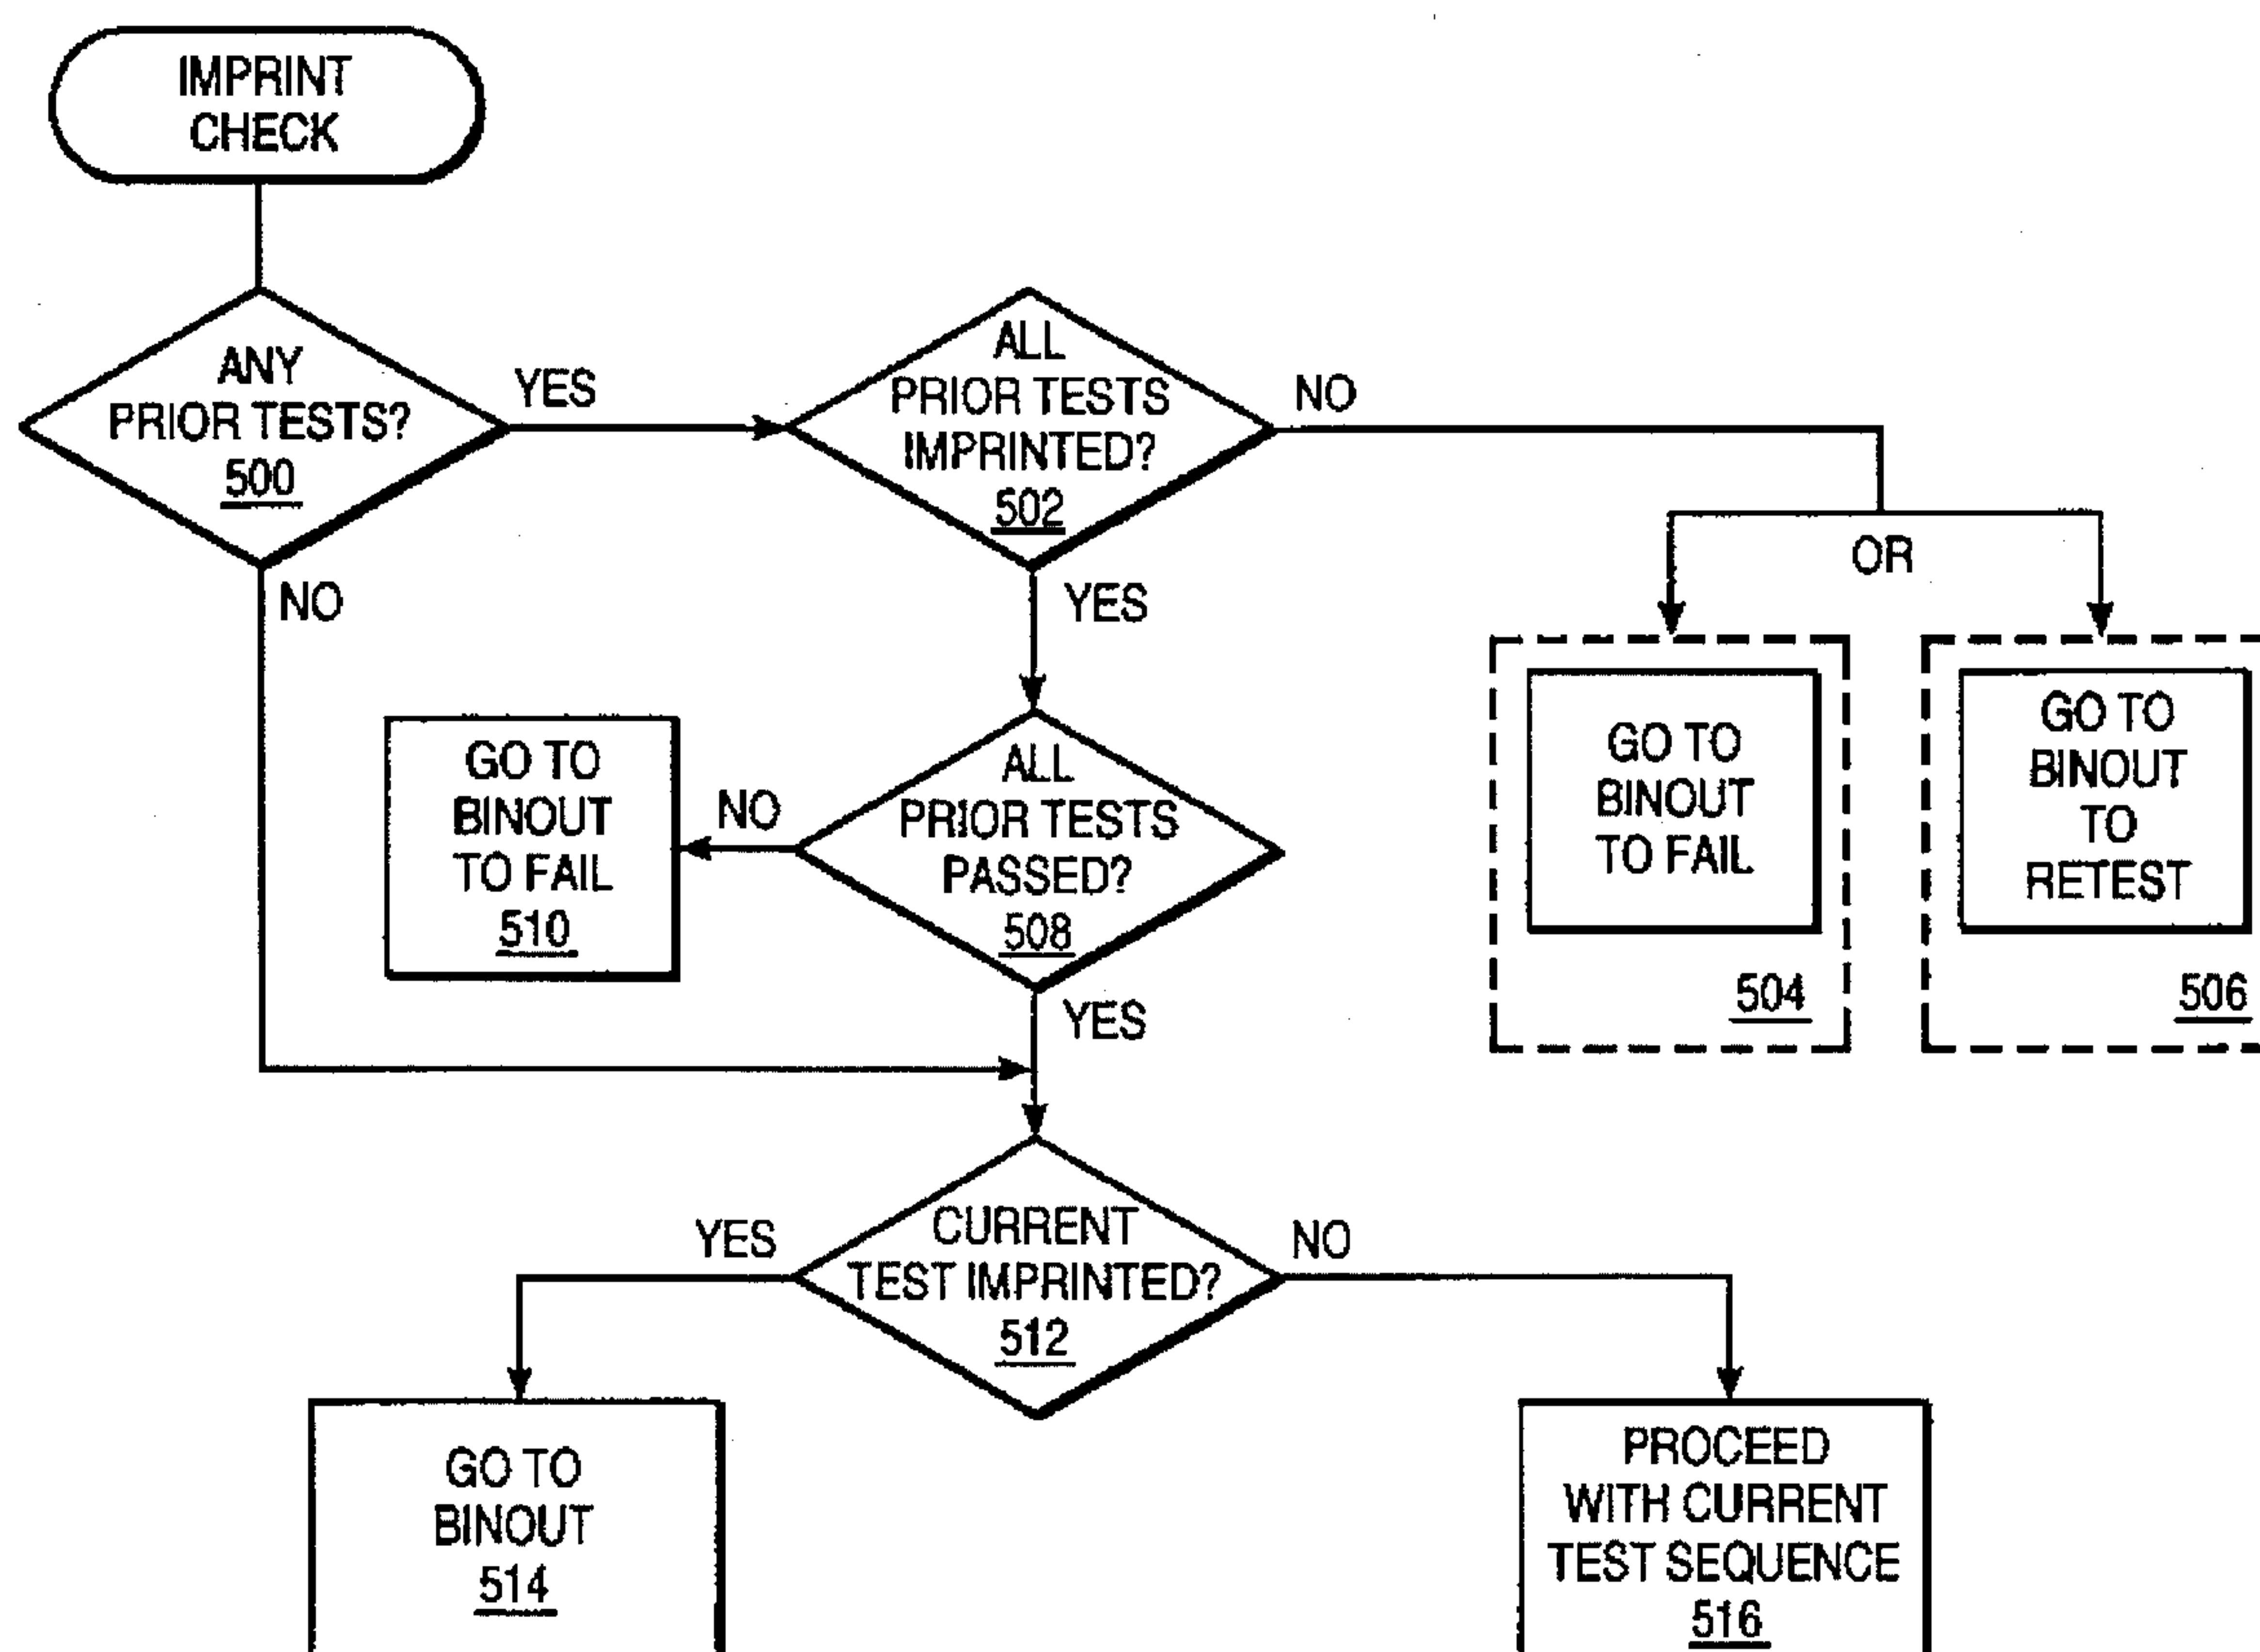 IMPRINT
CHECK
ANY
PRIOR TESTS?
500
YES
NO
ALL
PRIOR TESTS
IMPRINTED?
502
NO
YES
OR
GO TO
BINOUT
TO FAIL
504
GO TO
BINOUT
TO
RETEST
506
ALL
PRIOR TESTS
PASSED?
508
NO
YES
GO TO
BINOUT
TO FAIL
510
CURRENT
TEST IMPRINTED?
512
YES
NO
GO TO
BINOUT
514
PROCEED
WITH CURRENT
TEST SEQUENCE
516